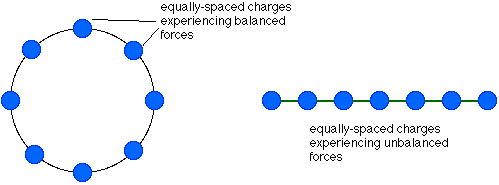 equally-spaced charges
experiencing balanced
forces
equally-spaced charges
experiencing unbalanced
forces